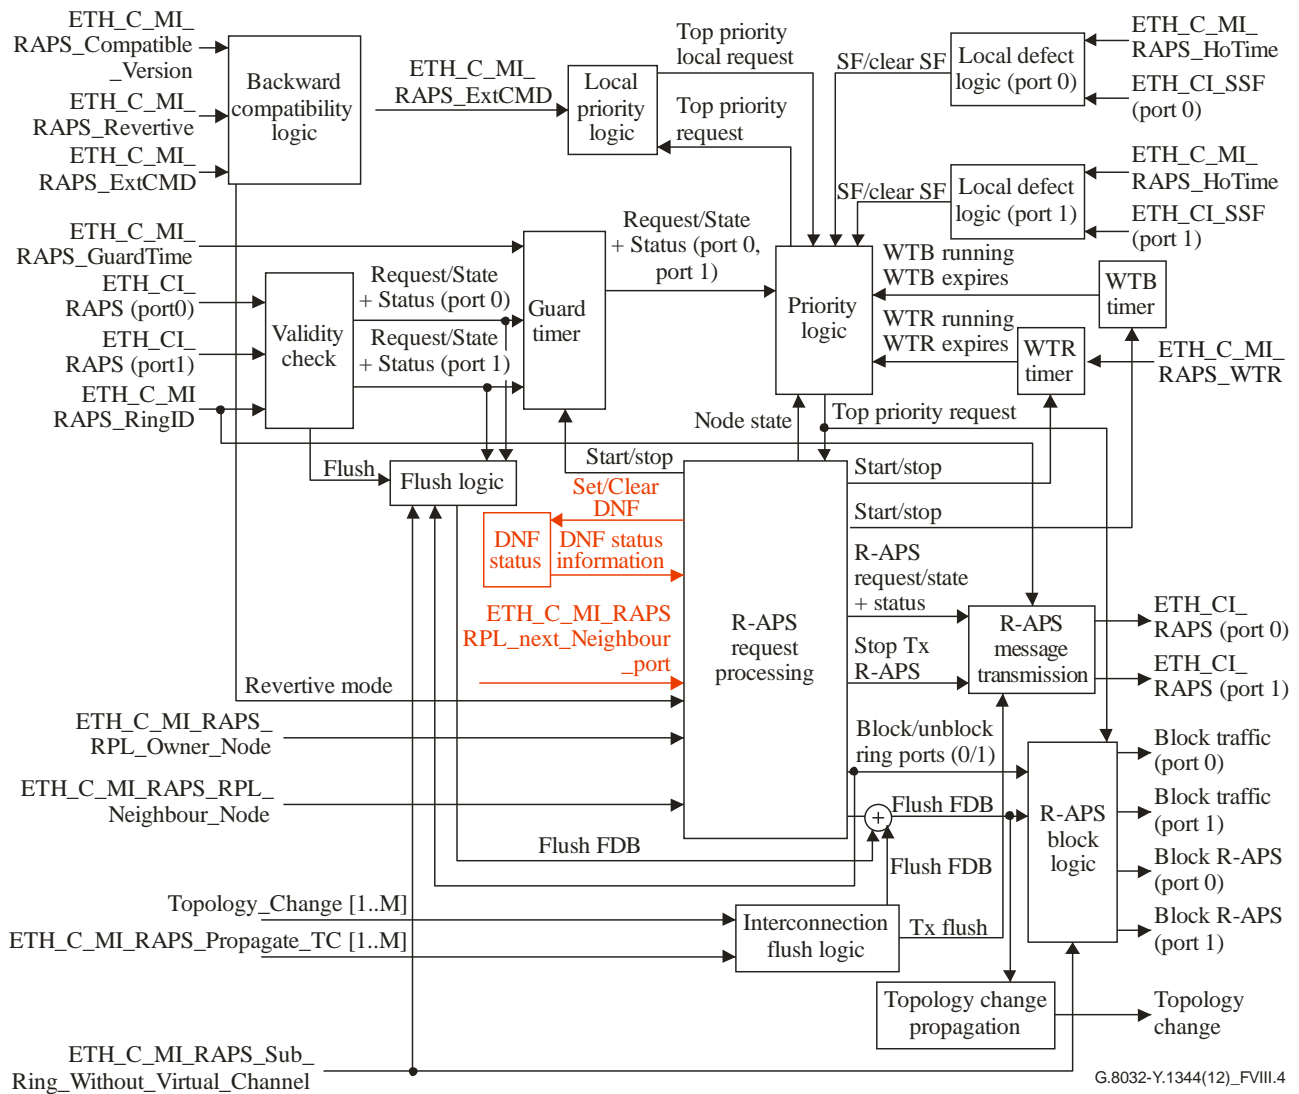 ETH_C_MI_
RAPS_Compatible
_Version
ETH_C_MI_
RAPS_Revertive
ETH_C_MI_
RAPS_ExtCMD
Backward
compatibility
logic
ETH_C_MI_
RAPS_ExtCMD
Local
priority
logic
Top priority
local request
Top priority
request
SF/clear SF
Local defect
logic (port 0)
ETH_C_MI_
RAPS_HoTime
ETH_CI_SSF
(port 0)
SF/clear SF
Local defect
logic (port 1)
ETH_C_MI_
RAPS_HoTime
ETH_CI_SSF
(port 1)
ETH_C_MI_
RAPS_GuardTime
ETH_CI_
RAPS (port0)
ETH_CI_
RAPS (port1)
ETH_C_MI
RAPS_RingID
Validity
check
Request/State
+ Status (port 0)
Request/State
+ Status (port 1)
Guard
timer
Request/State
+ Status (port 0,
port 1)
Priority
logic
WTB running
WTB expires
WTR running
WTR expires
WTB
timer
WTR
timer
ETH_C_MI_
RAPS_WTR
Node state
Top priority request
Flush
Flush logic
Start/stop
Start/stop
Start/stop
Set/Clear
DNF
DNF
status
DNF status
information
ETH_C_MI_RAPS
RPL_next_Neighbour
_port
R-APS
request
processing
R-APS
request/state
+ status
Stop Tx
R-APS
R-APS
message
transmission
ETH_CI_
RAPS (port 0)
ETH_CI_
RAPS (port 1)
Revertive mode
ETH_C_MI_RAPS_
RPL_Owner_Node
ETH_C_MI_RAPS_RPL_
Neighbour_Node
Block/unblock
ring ports (0/1)
+
Flush FDB
Flush FDB
Flush FDB
R-APS
block
logic
Block traffic
(port 0)
Block traffic
(port 1)
Block R-APS
(port 0)
Block R-APS
(port 1)
Topology_Change [1..M]
ETH_C_MI_RAPS_Propagate_TC [1..M]
Interconnection
flush logic
Tx flush
Topology change
propagation
Topology
change
ETH_C_MI_RAPS_Sub_
Ring_Without_Virtual_Channel
G.8032-Y.1344(12)_FVIII.4